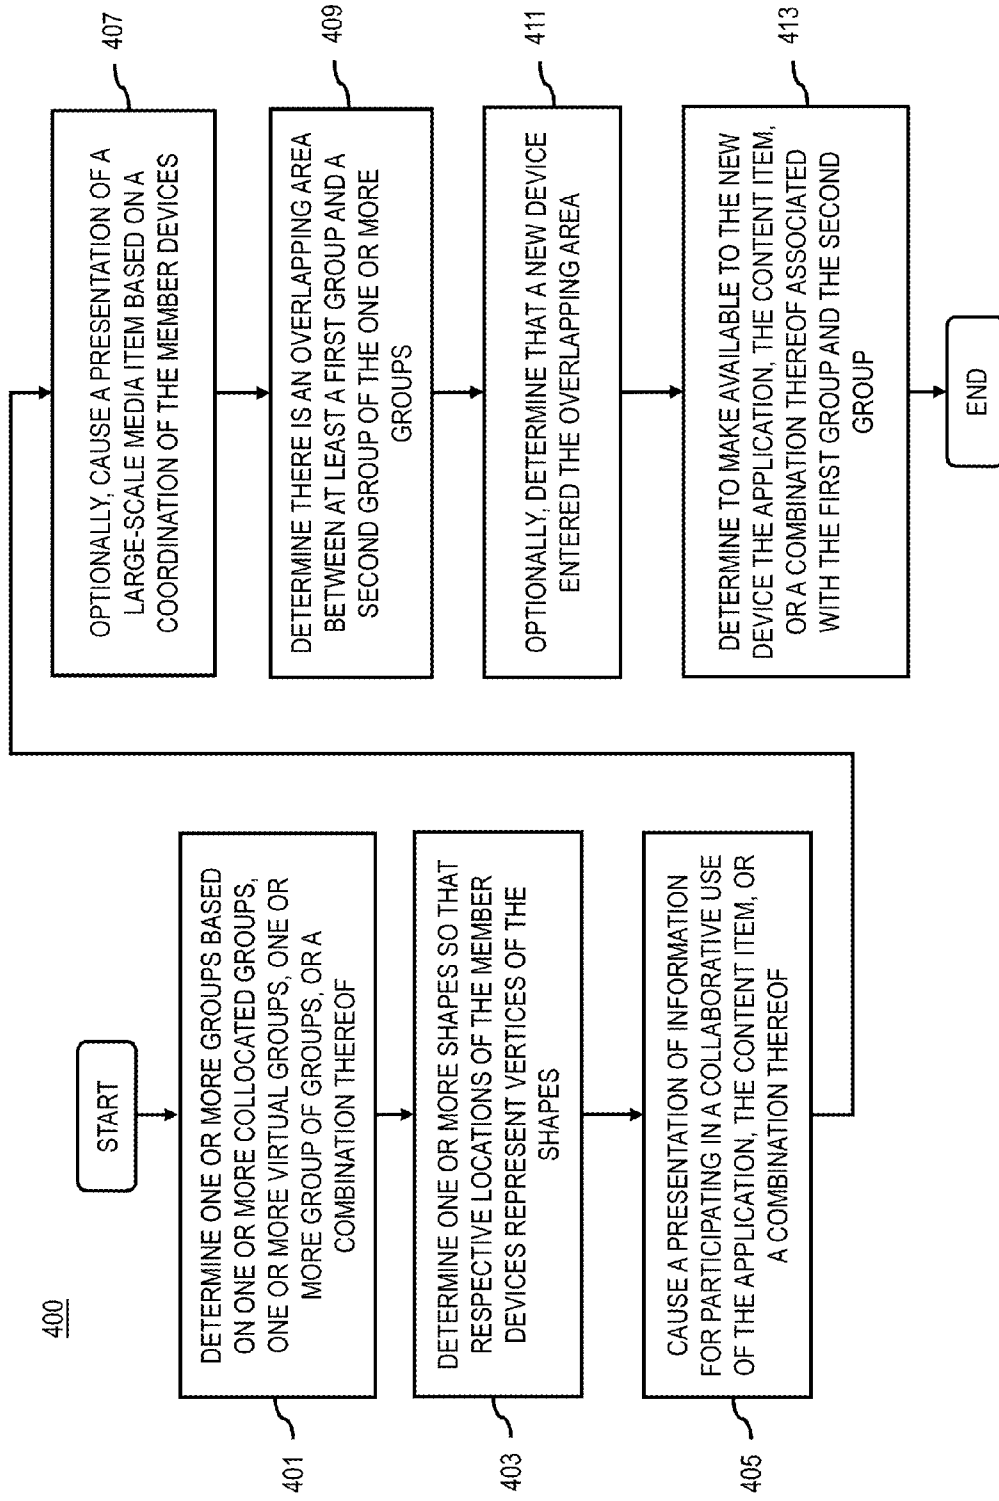 400
START
401
DETERMINE ONE OR MORE GROUPS BASED
ON ONE OR MORE COLLOCATED GROUPS,
ONE OR MORE VIRTUAL GROUPS, ONE OR
MORE GROUP OF GROUPS, OR A
COMBINATION THEREOF
403
DETERMINE ONE OR MORE SHAPES SO THAT
RESPECTIVE LOCATIONS OF THE MEMBER
DEVICES REPRESENT VERTICES OF THE
SHAPES
405
CAUSE A PRESENTATION OF INFORMATION
FOR PARTICIPATING IN A COLLABORATIVE USE
OF THE APPLICATION, THE CONTENT ITEM, OR
A COMBINATION THEREOF
407
OPTIONALLY, CAUSE A PRESENTATION OF A
LARGE-SCALE MEDIA ITEM BASED ON A
COORDINATION OF THE MEMBER DEVICES
409
DETERMINE THERE IS AN OVERLAPPING AREA
BETWEEN AT LEAST A FIRST GROUP AND A
SECOND GROUP OF THE ONE OR MORE
GROUPS
411
OPTIONALLY, DETERMINE THAT A NEW DEVICE
ENTERED THE OVERLAPPING AREA
413
DETERMINE TO MAKE AVAILABLE TO THE NEW
DEVICE THE APPLICATION, THE CONTENT ITEM,
OR A COMBINATION THEREOF ASSOCIATED
WITH THE FIRST GROUP AND THE SECOND
GROUP
END